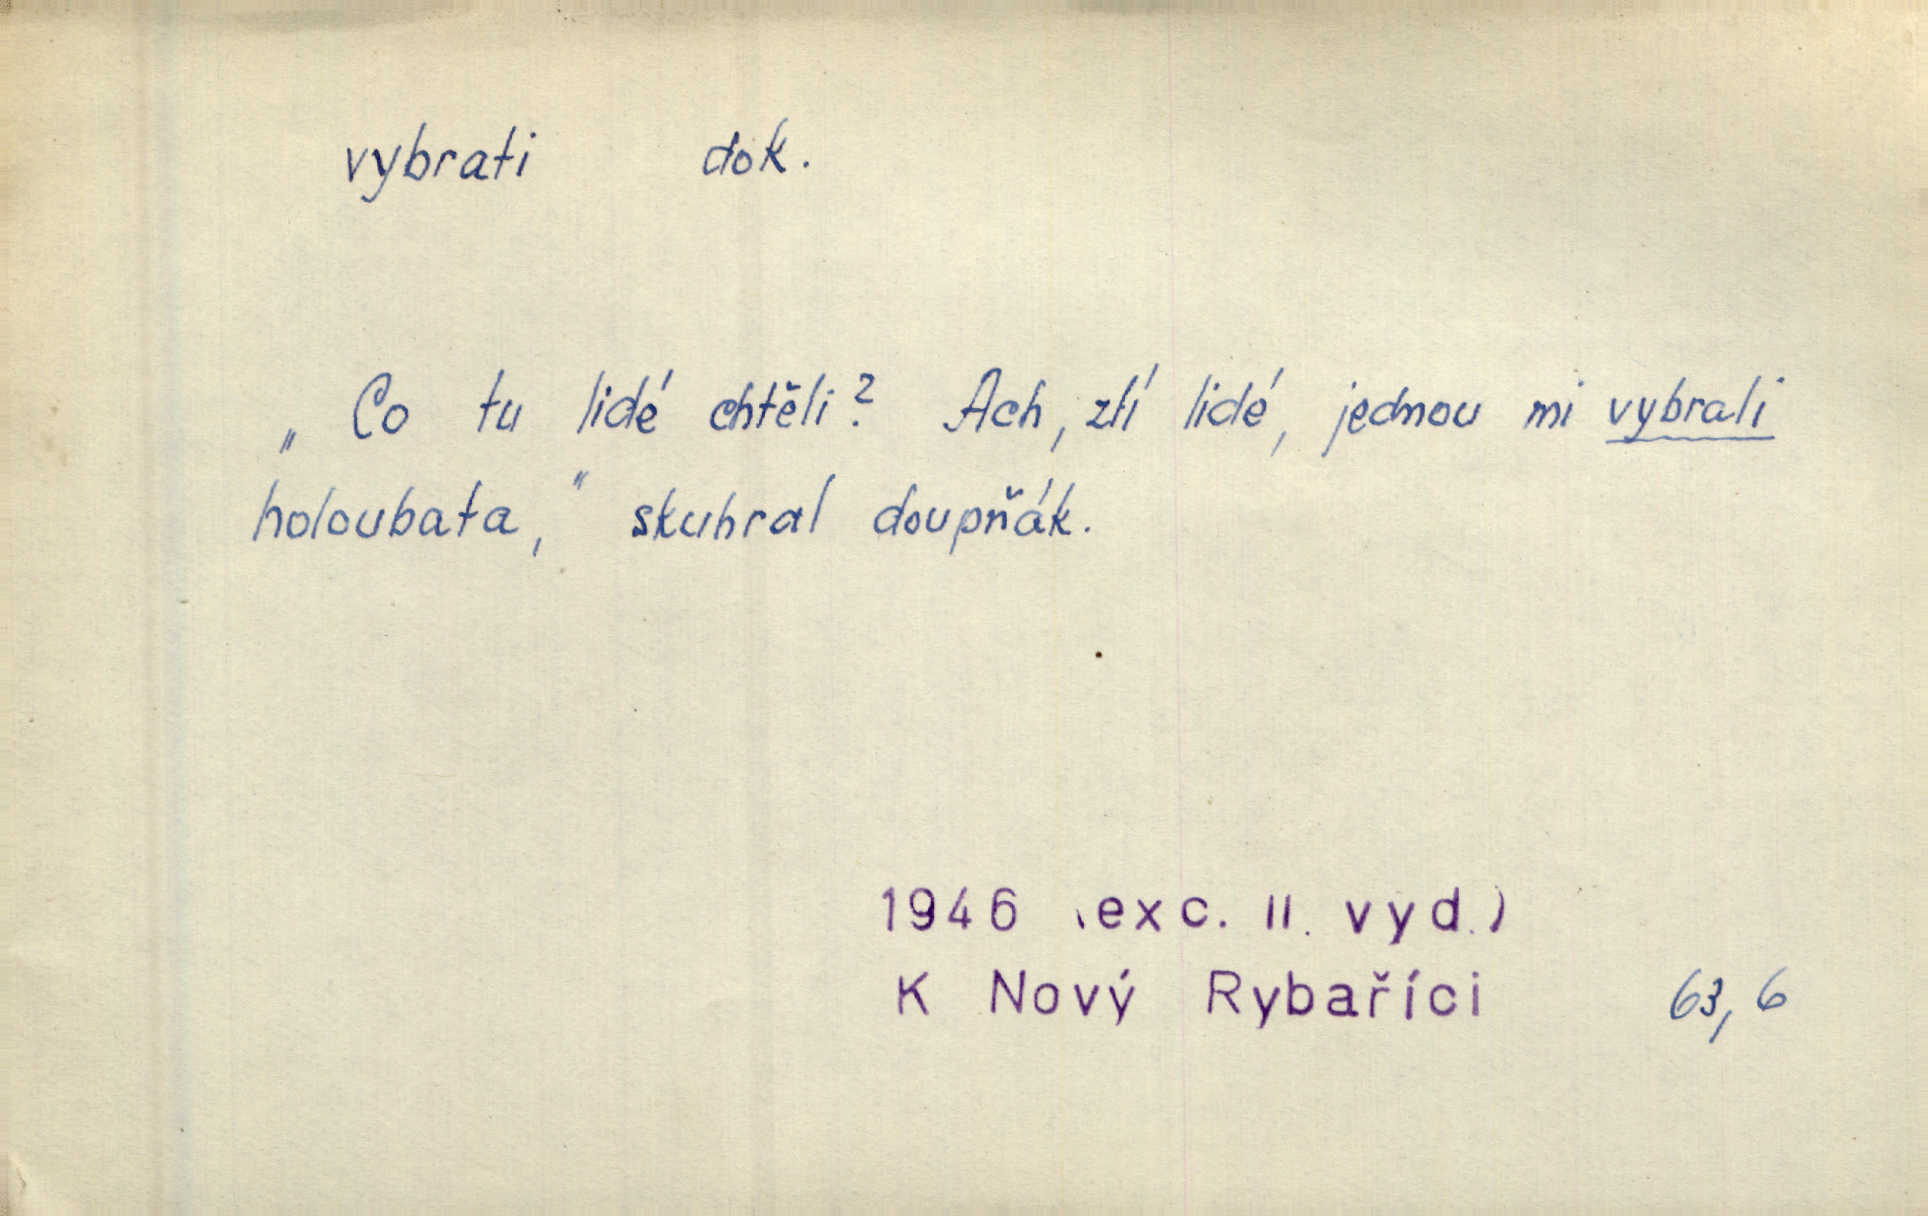 vybrati dok.
„Co tu lidé chtěli? Ach, zlí lidé, jednou mi vybrali
holoubata,“ skuhral doupňák.
1946 (exc. II. vyd.)
K Nový Rybaříci 63,6